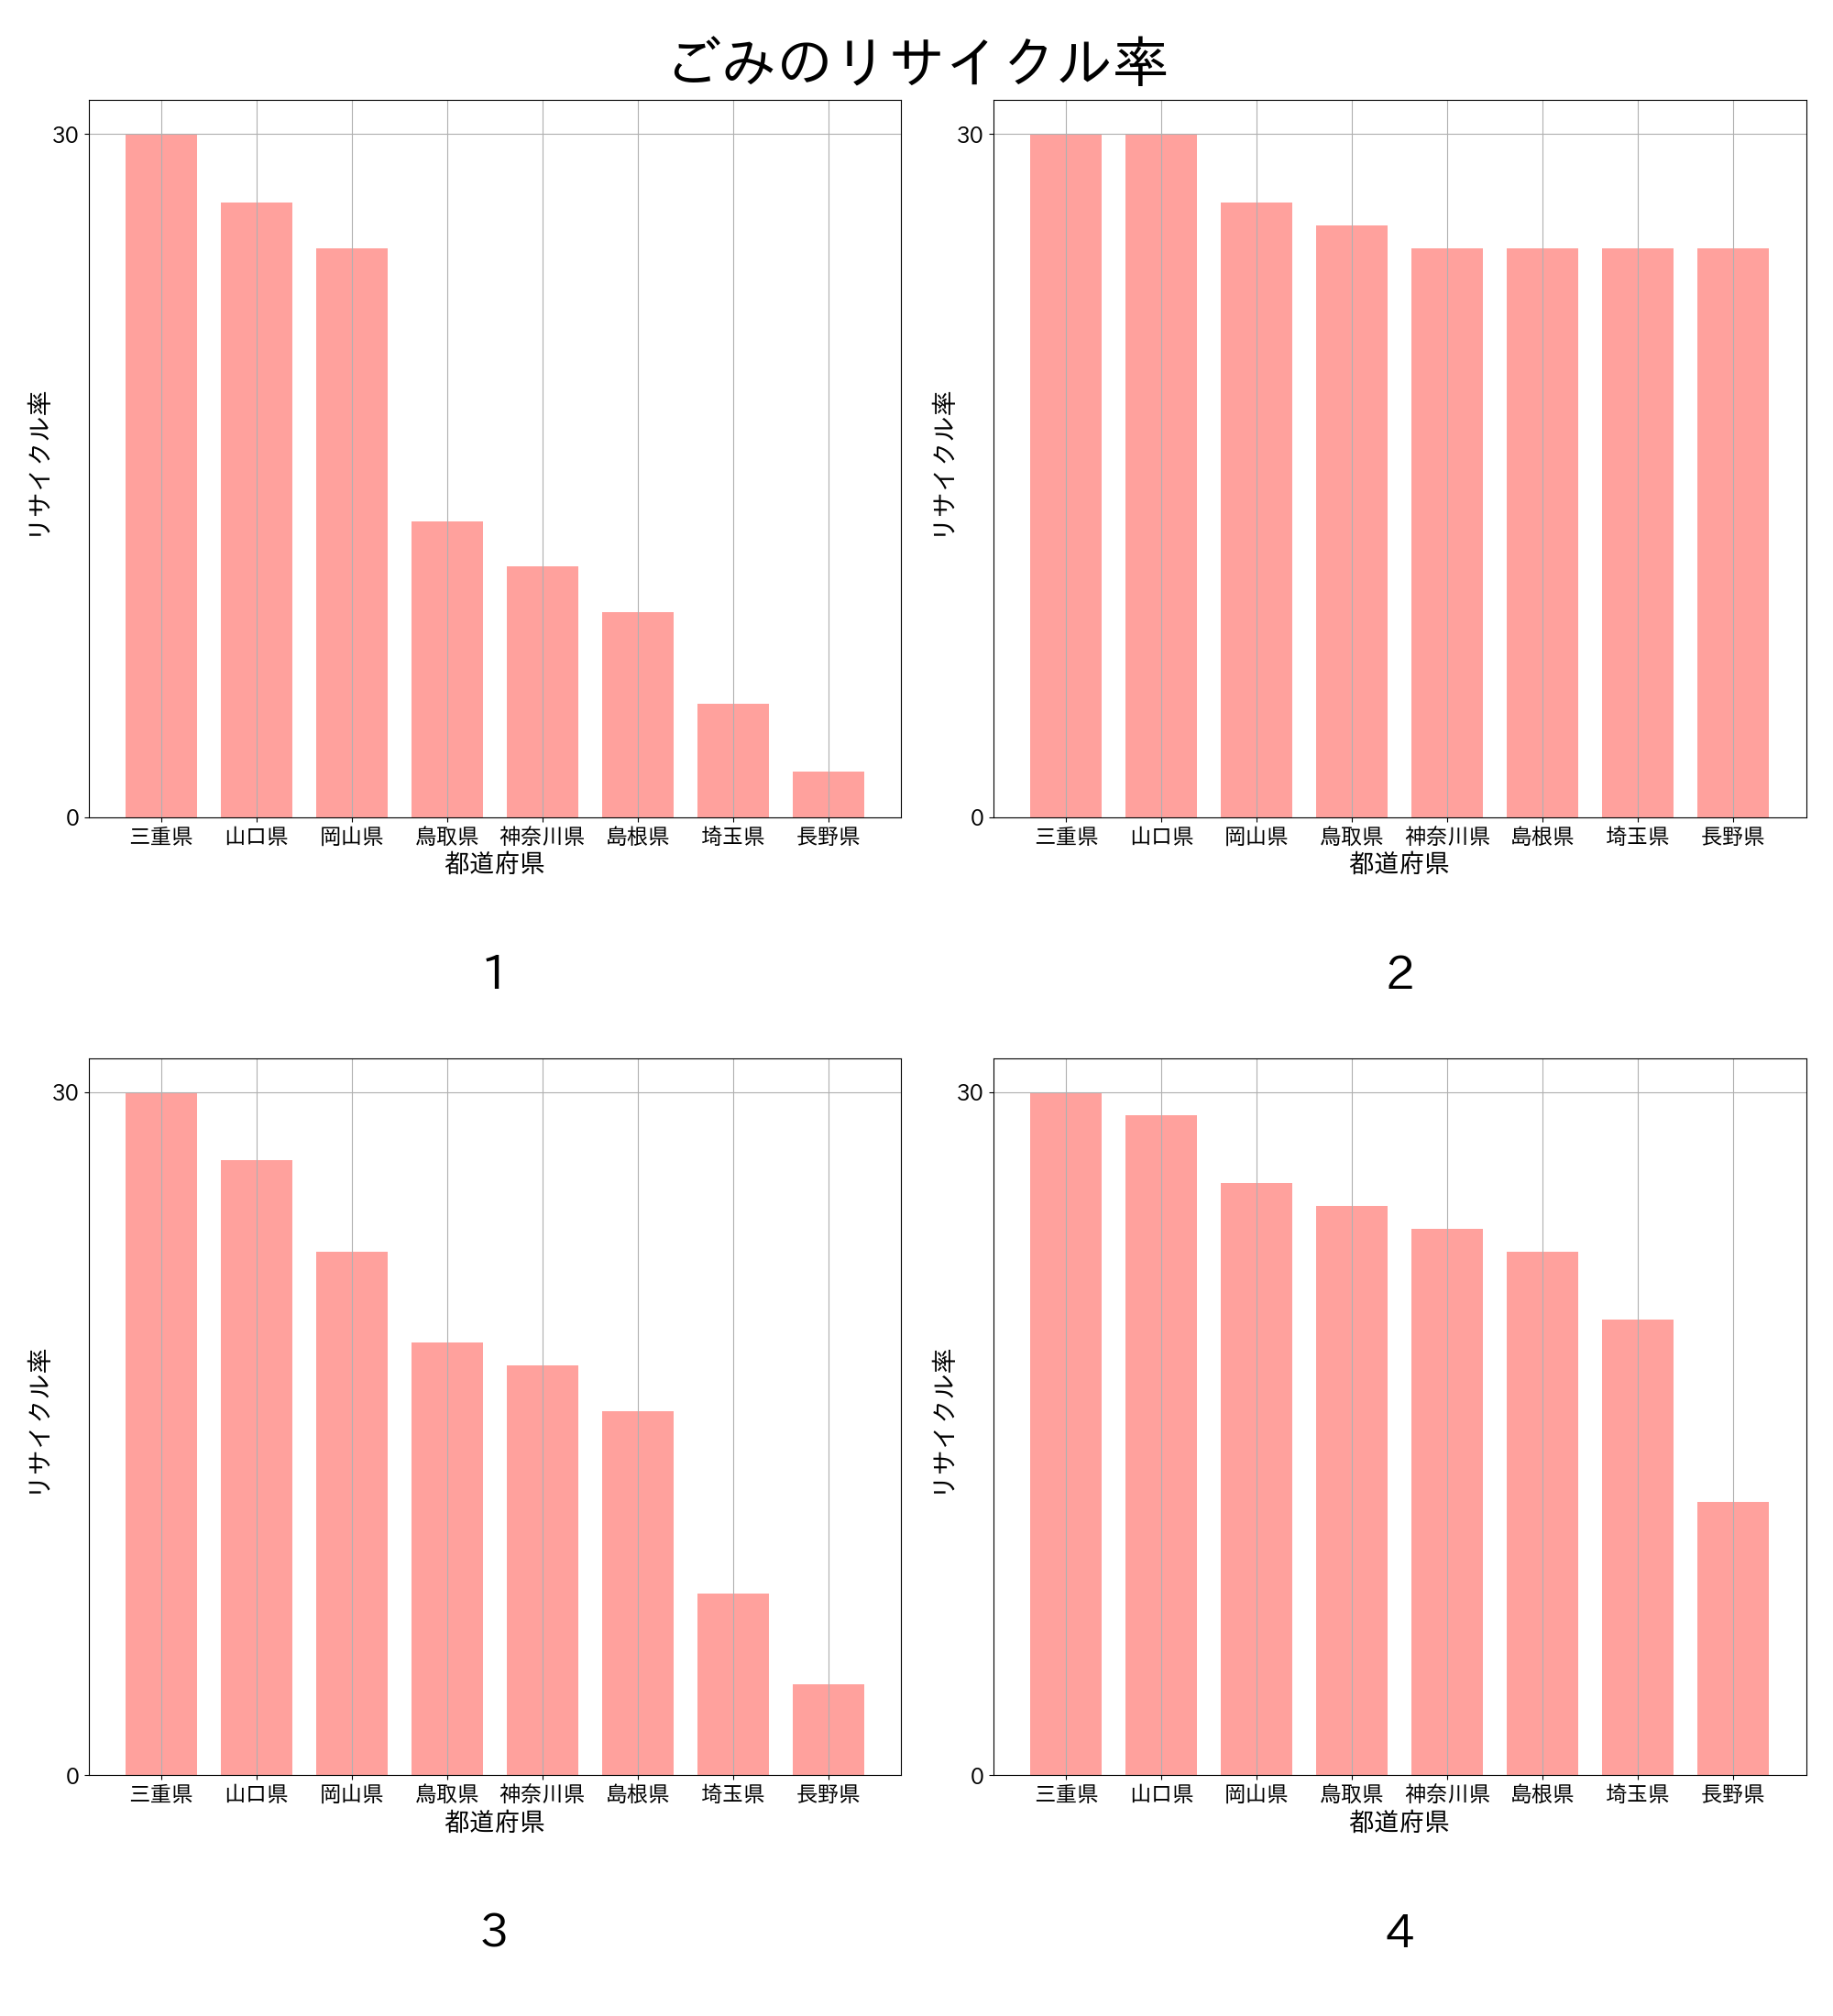 ごみのリサイクル率
30
0
リサイクル率
三重県 山口県 岡山県 鳥取県 神奈川県 島根県 埼玉県 長野県
都道府県
1
30
0
リサイクル率
三重県 山口県 岡山県 鳥取県 神奈川県 島根県 埼玉県 長野県
都道府県
2
30
0
リサイクル率
三重県 山口県 岡山県 鳥取県 神奈川県 島根県 埼玉県 長野県
都道府県
3
30
0
リサイクル率
三重県 山口県 岡山県 鳥取県 神奈川県 島根県 埼玉県 長野県
都道府県
4